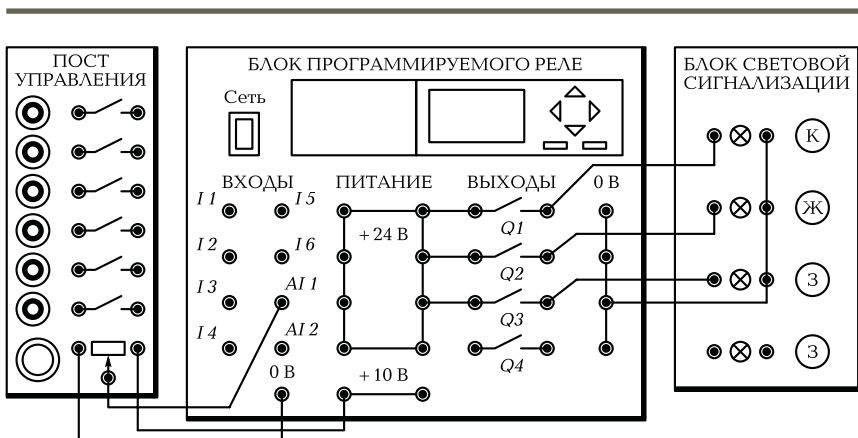 ПОСТ
УПРАВЛЕНИЯ
БЛОК ПРОГРАММИРУЕМОГО РЕЛЕ
Сеть
ВХОДЫ
ПИТАНИЕ
ВЫХОДЫ
0 В
I 1
I 5
+24 В
Q1
I 2
I 6
Q2
I 3
AI 1
Q3
I 4
AI 2
Q4
0 В
+10 В
БЛОК СВЕТОВОЙ
СИГНАЛИЗАЦИИ
К
Ж
З
З